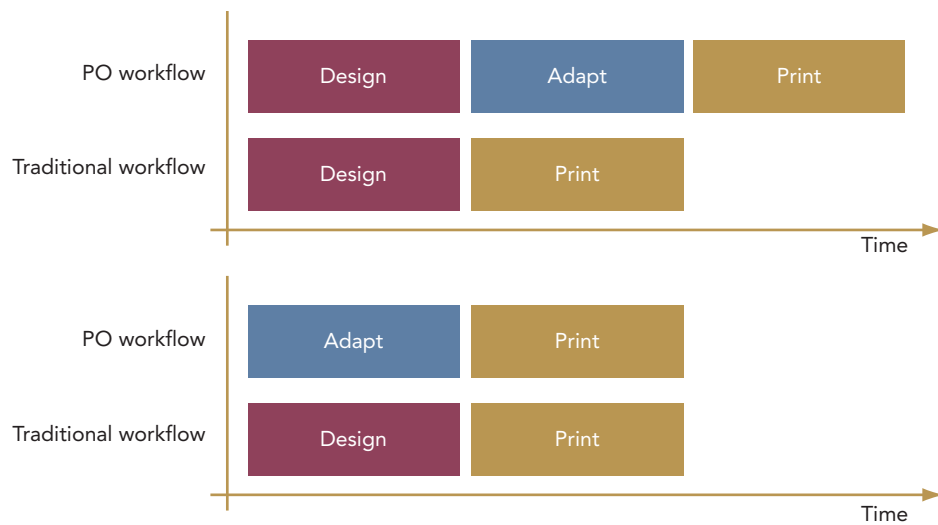 PO workflow
Design
Adapt
Print
Traditional workflow
Design
Print
Time
PO workflow
Adapt
Print
Traditional workflow
Design
Print
Time